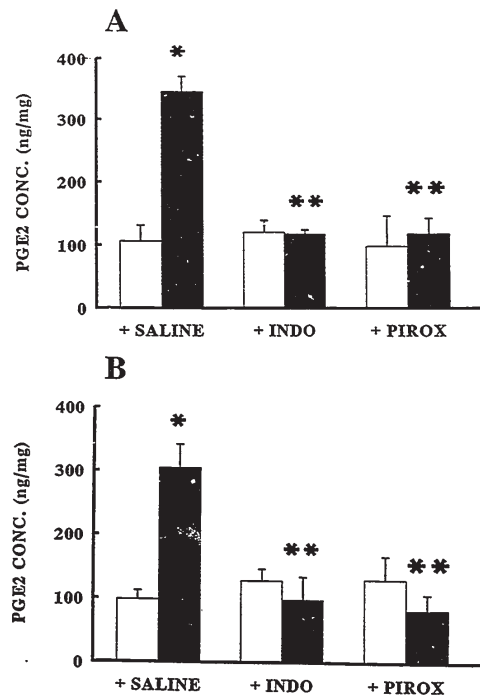 A
*
400
300
200
100
0
PGE2 CONC. (ng/mg)
**
**
+ SALINE
+ INDO
+ PIROX
B
*
400
300
200
100
0
PGE2 CONC. (ng/mg)
**
**
+ SALINE
+ INDO
+ PIROX